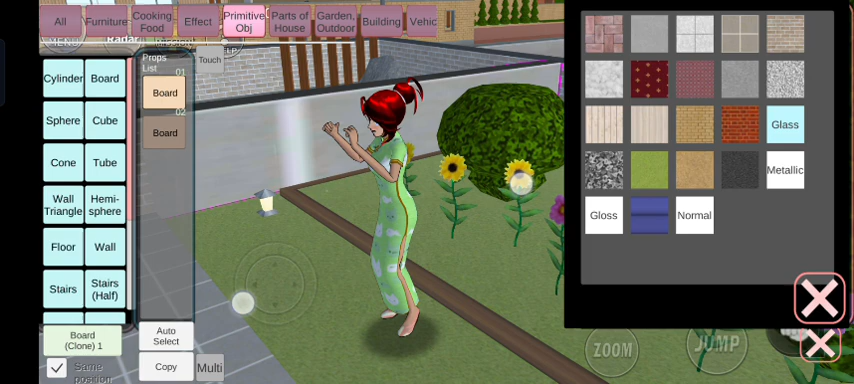 All
Furniture
Cooking
Food
Effect
Primitive
Obj
Parts of
House
Garden,
Outdoor
Building
Vehic
MENU
Radar
Props
List
Touch
01
Board
02
Board
Cylinder
Board
Sphere
Cube
Cone
Tube
Wall
Triangle
Hemi-
sphere
Floor
Wall
Stairs
Stairs
(Half)
Board
(Clone) 1
Same
position
Auto
Select
Copy
Multi
Glass
Metallic
Gloss
Normal
ZOOM
JUMP